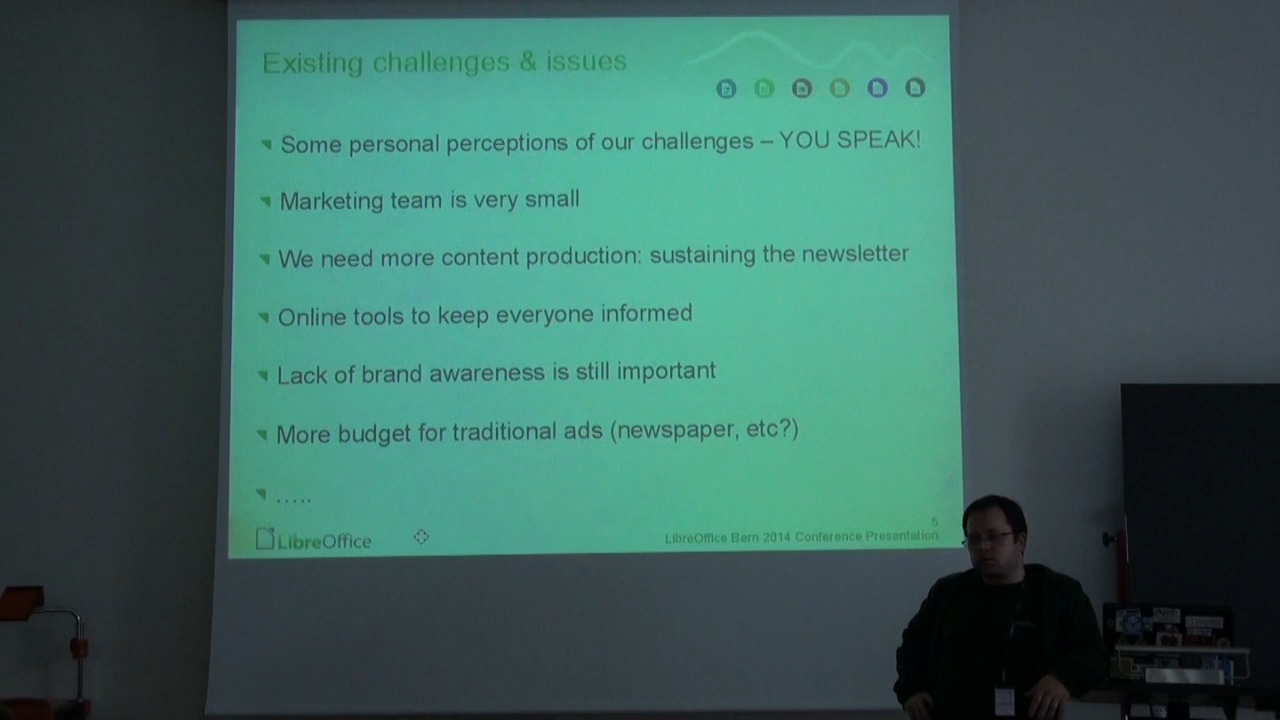 Existing challenges & issues
Some personal perceptions of our challenges – YOU SPEAK!
Marketing team is very small
We need more content production: sustaining the newsletter
Online tools to keep everyone informed
Lack of brand awareness is still important
More budget for traditional ads (newspaper, etc?)
.....
5
LibreOffice
LibreOffice Bern 2014 Conference Presentation